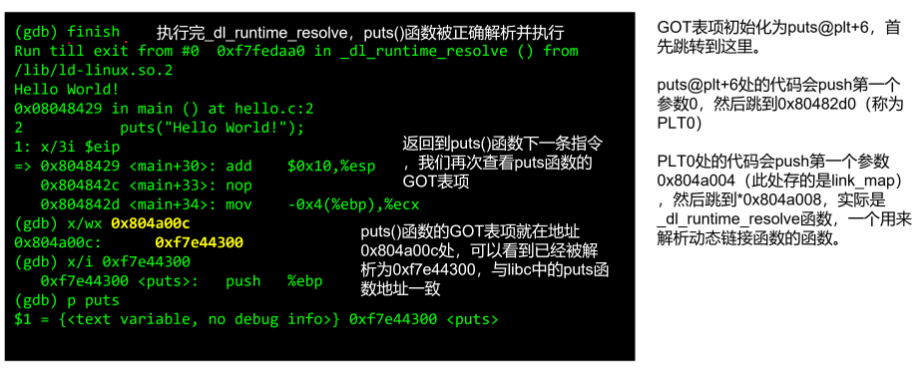 (gdb) finish 执行完_dl_runtime_resolve，puts()函数被正确解析并执行
Run till exit from #0  0xf7fedaa0 in _dl_runtime_resolve () from
/lib/ld-linux.so.2
Hello World!
0x08048429 in main () at hello.c:2
2           puts("Hello World!");
1: x/3i $eip
=> 0x8048429 <main+30>: add    $0x10,%esp
   0x804842c <main+33>: nop
   0x804842d <main+34>: mov    -0x4(%ebp),%ecx
返回到puts()函数下一条指令
，我们再次查看puts函数的
GOT表项
(gdb) x/wx 0x804a00c
0x804a00c:      0xf7e44300
(gdb) x/i 0xf7e44300
   0xf7e44300 <puts>:   push   %ebp
(gdb) p puts
$1 = {<text variable, no debug info>} 0xf7e44300 <puts>
puts()函数的GOT表项就在地址
0x804a00c处，可以看到已经被解
析为0xf7e44300，与libc中的puts函
数地址一致
GOT表项初始化为puts@plt+6，首
先跳转到这里。
puts@plt+6处的代码会push第一个
参数0，然后跳到0x80482d0（称为
PLT0）
PLT0处的代码会push第一个参数
0x804a004（此处存的是link_map）
，然后跳到*0x804a008，实际是
_dl_runtime_resolve函数，一个用来
解析动态链接函数的函数。